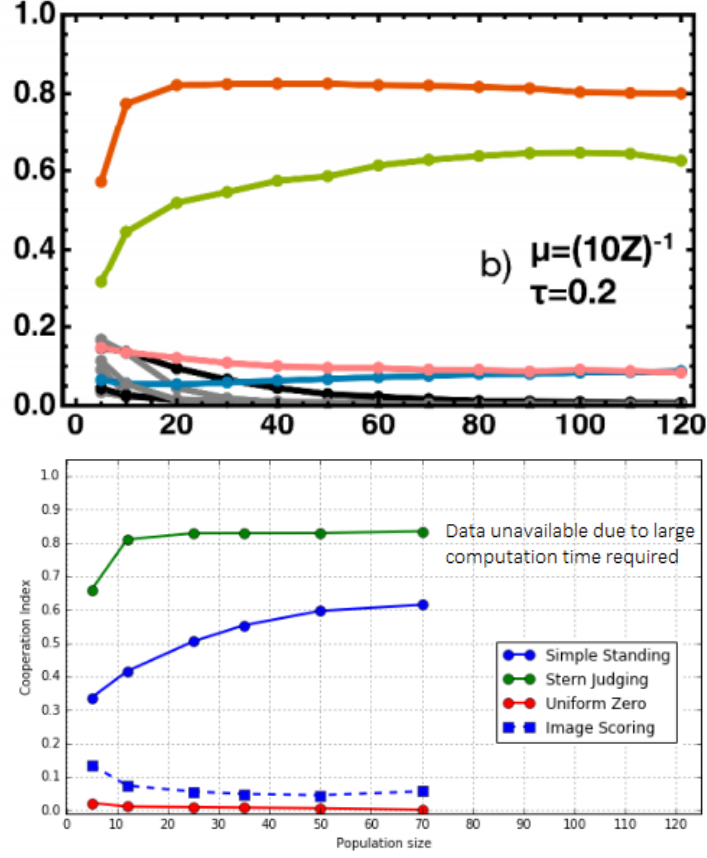 1.0
0.8
0.6
0.4
0.2
0.0
b) μ=(10Z)⁻¹
τ=0.2
0 20 40 60 80 100 120
1.0
0.9
0.8
0.7
0.6
0.5
0.4
0.3
0.2
0.1
0.0
Cooperation Index
Data unavailable due to large
computation time required
Simple Standing
Stern Judging
Uniform Zero
Image Scoring
0 10 20 30 40 50 60 70 80 90 100 110 120
Population size